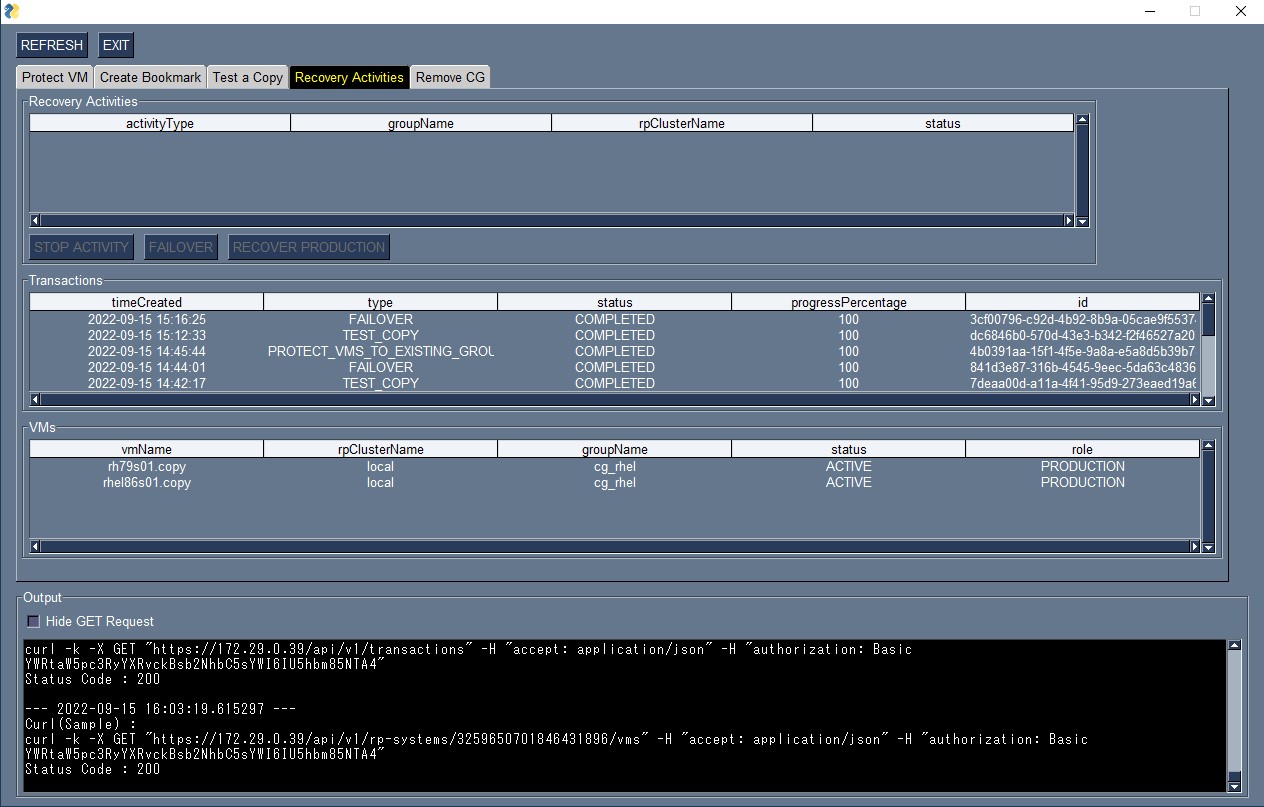 REFRESH EXIT
Protect VM Create Bookmark Test a Copy Recovery Activities Remove CG
Recovery Activities
activityType groupName rpClusterName status
STOP ACTIVITY FAILOVER RECOVER PRODUCTION
Transactions
timeCreated type status progressPercentage id
2022-09-15 15:16:25 FAILOVER COMPLETED 100 3cf00796-c92d-4b92-8b9a-05cae9f5537
2022-09-15 15:12:33 TEST_COPY COMPLETED 100 dc6846b0-570d-43e3-b342-f2f46527a20
2022-09-15 14:45:44 PROTECT_VMS_TO_EXISTING_GROU COMPLETED 100 4b0391aa-15f1-4f5e-9a8a-e5a8d5b39b7
2022-09-15 14:44:01 FAILOVER COMPLETED 100 841d3e87-316b-4545-9eec-5da63c4836
2022-09-15 14:42:17 TEST_COPY COMPLETED 100 7deaa00d-a11a-4f41-95d9-273eaed19a6
VMs
vmName rpClusterName groupName status role
rh79s01.copy local cg_rhel ACTIVE PRODUCTION
rhel86s01.copy local cg_rhel ACTIVE PRODUCTION
Output
Hide GET Request
curl -k -X GET "https://172.29.0.39/api/v1/transactions" -H "accept: application/json" -H "authorization: Basic
YWRtaW5pc3RyYXRvckBsb2NhbC5sYWI6IU5hbm85NTA4"
Status Code : 200
--- 2022-09-15 16:03:19.615297 ---
Curl(Sample) :
curl -k -X GET "https://172.29.0.39/api/v1/rp-systems/3259650701846431896/vms" -H "accept: application/json" -H "authorization: Basic
YWRtaW5pc3RyYXRvckBsb2NhbC5sYWI6IU5hbm85NTA4"
Status Code : 200